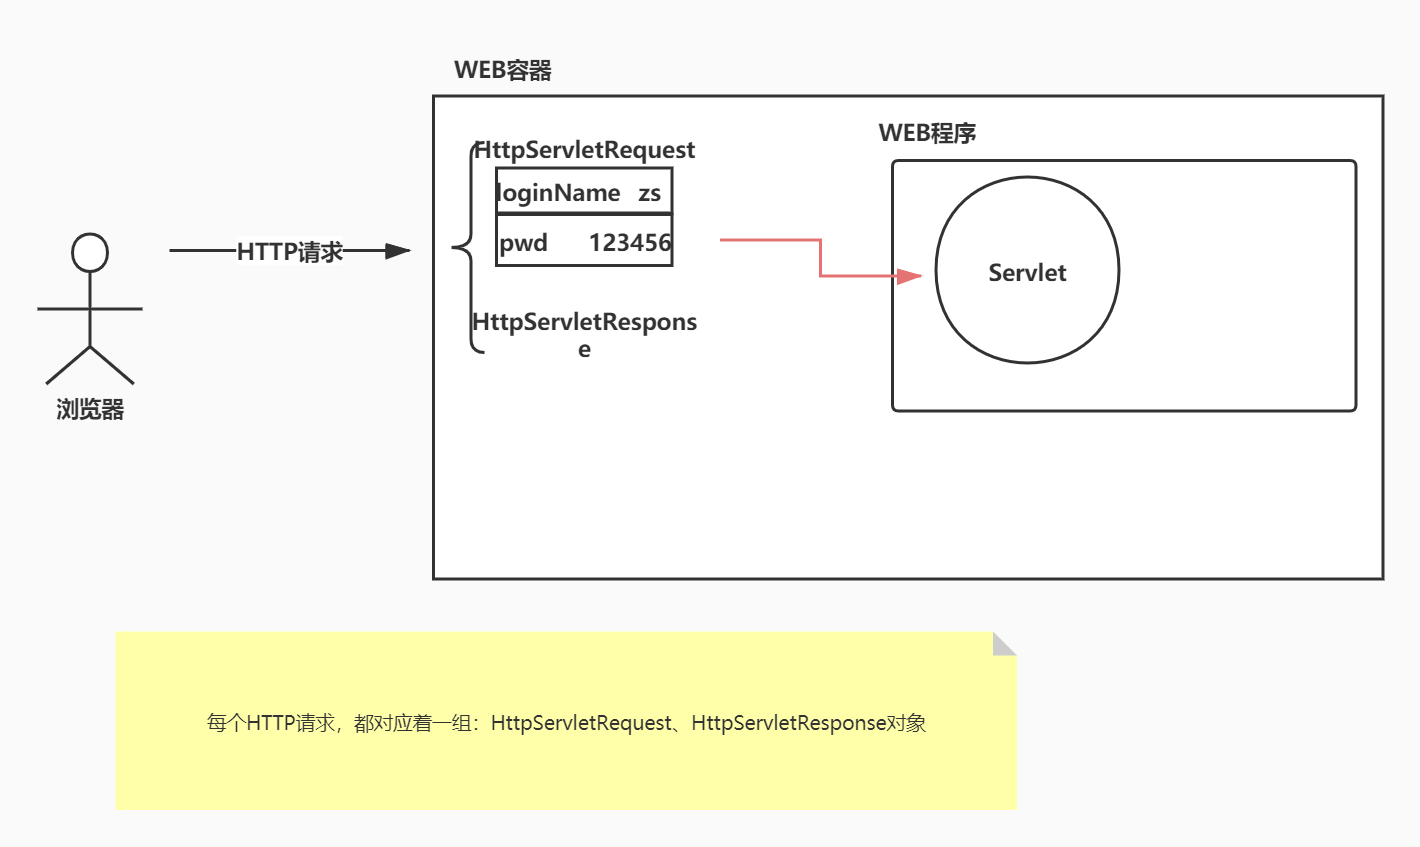 WEB容器
WEB程序
HttpServletRequest
loginName zs
pwd 123456
HTTP请求
Servlet
HttpServletRespons
e
浏览器
每个HTTP请求，都对应着一组：HttpServletRequest、HttpServletResponse对象